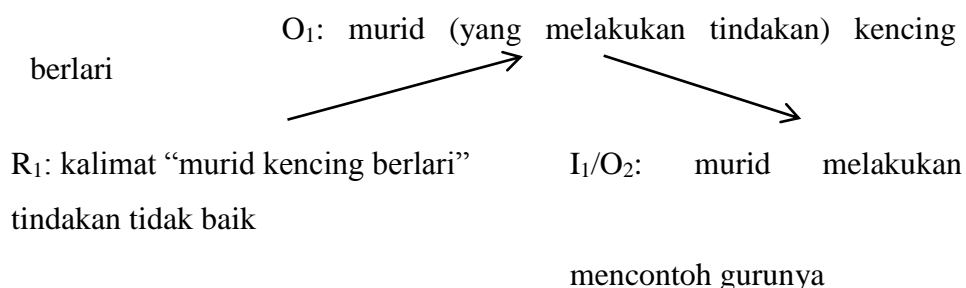 O₁: murid (yang melakukan tindakan) kencing
berlari
R₁: kalimat “murid kencing berlari”
I₁/O₂: murid melakukan
tindakan tidak baik
mencontoh gurunya